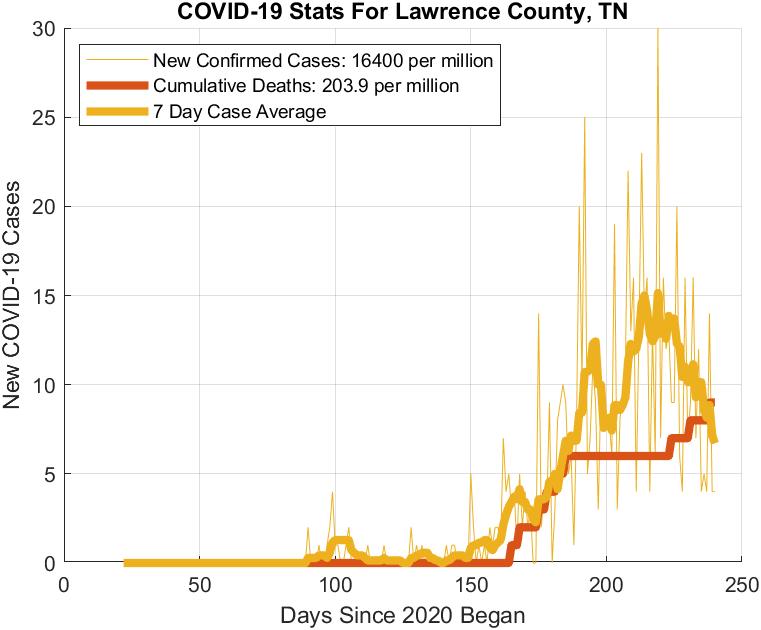 COVID-19 Stats For Lawrence County, TN
New Confirmed Cases: 16400 per million
Cumulative Deaths: 203.9 per million
7 Day Case Average
New COVID-19 Cases
30
25
20
15
10
5
0
0 50 100 150 200 250
Days Since 2020 Began